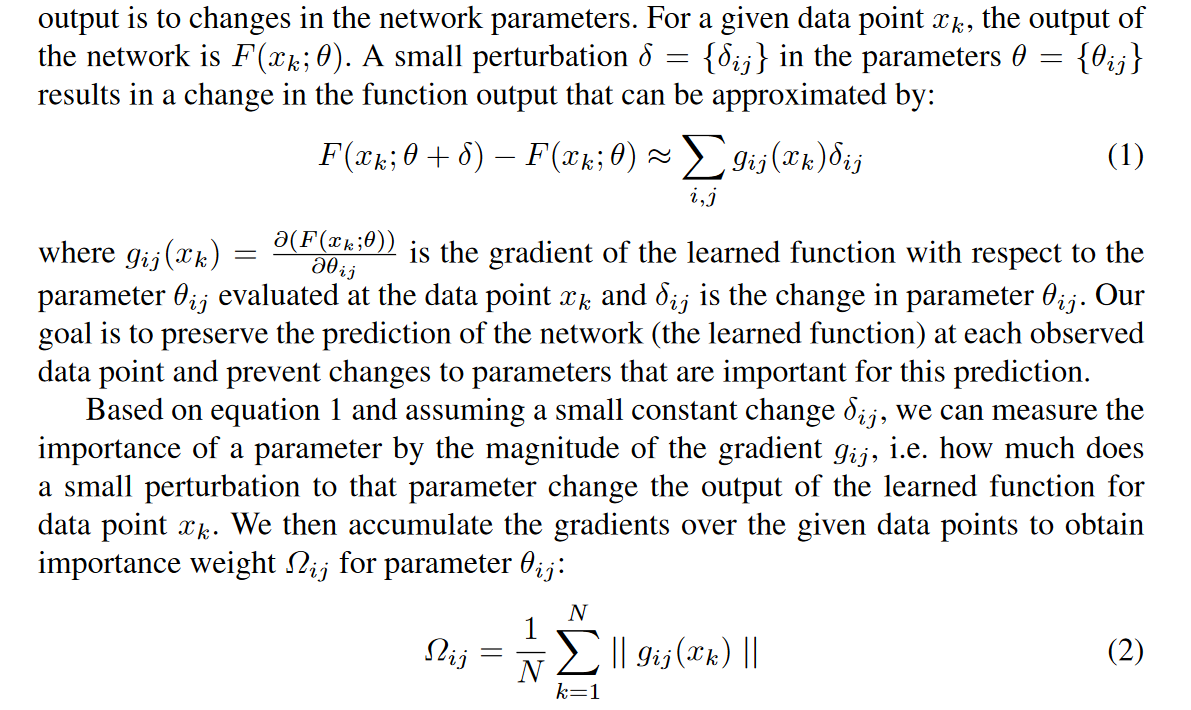 output is to changes in the network parameters. For a given data point $x_k$, the output of
the network is $F(x_k; \theta)$. A small perturbation $\delta = \{\delta_{ij}\}$ in the parameters $\theta = \{\theta_{ij}\}$
results in a change in the function output that can be approximated by:
$F(x_k; \theta + \delta) - F(x_k; \theta) \approx \sum_{i,j} g_{ij}(x_k)\delta_{ij}$ (1)
where $g_{ij}(x_k) = \frac{\partial(F(x_k;\theta))}{\partial\theta_{ij}}$ is the gradient of the learned function with respect to the
parameter $\theta_{ij}$ evaluated at the data point $x_k$ and $\delta_{ij}$ is the change in parameter $\theta_{ij}$. Our
goal is to preserve the prediction of the network (the learned function) at each observed
data point and prevent changes to parameters that are important for this prediction.
Based on equation 1 and assuming a small constant change $\delta_{ij}$, we can measure the
importance of a parameter by the magnitude of the gradient $g_{ij}$, i.e. how much does
a small perturbation to that parameter change the output of the learned function for
data point $x_k$. We then accumulate the gradients over the given data points to obtain
importance weight $\Omega_{ij}$ for parameter $\theta_{ij}$:
$\Omega_{ij} = \frac{1}{N} \sum_{k=1}^{N} || g_{ij}(x_k) ||$ (2)